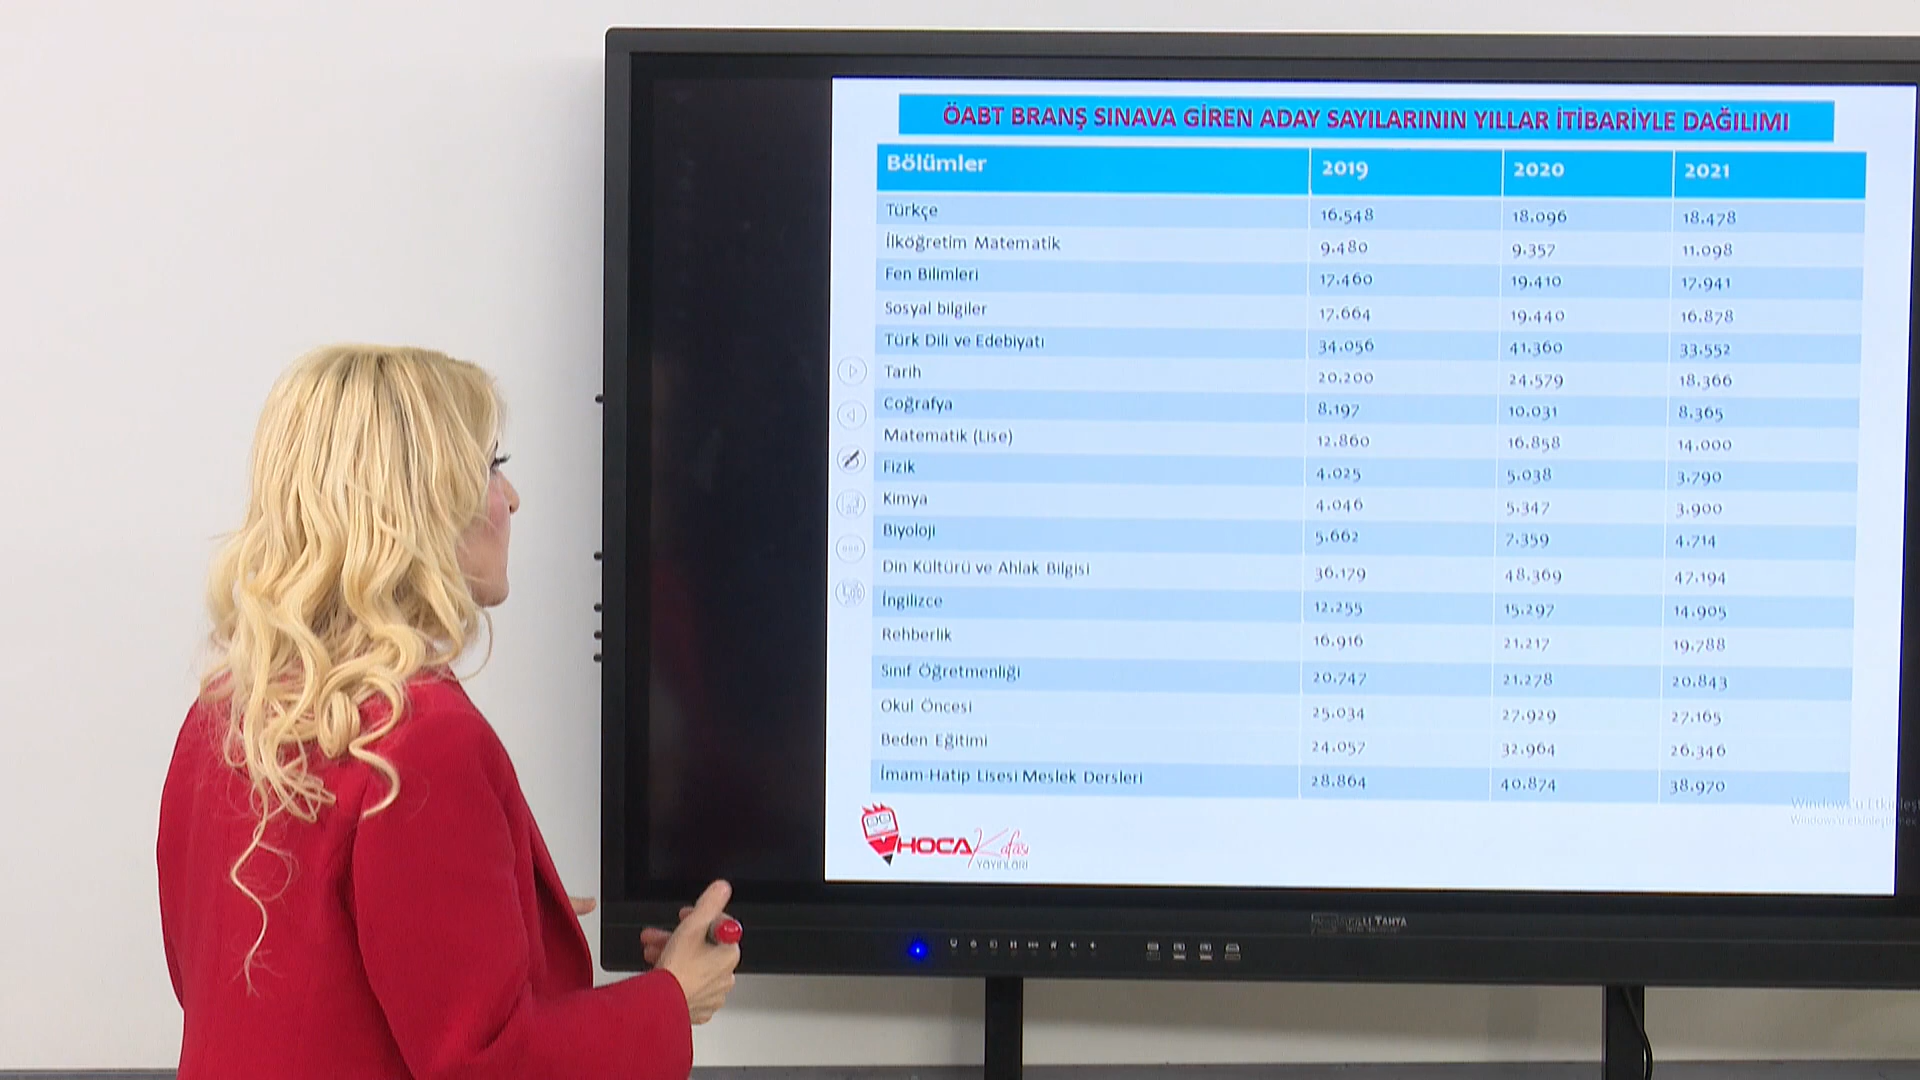 ÖABT BRANŞ SINAVA GİREN ADAY SAYILARININ YILLAR İTİBARİYLE DAĞILIMI
Bölümler 2019 2020 2021
Türkçe 16.548 18.096 18.478
İlköğretim Matematik 9.480 9.357 11.098
Fen Bilimleri 17.460 19.410 17.941
Sosyal bilgiler 17.664 19.440 16.878
Türk Dili ve Edebiyatı 34.056 41.360 33.552
Tarih 20.200 24.579 18.366
Coğrafya 8.197 10.031 8.365
Matematik (Lise) 12.860 16.858 14.000
Fizik 4.025 5.038 3.790
Kimya 4.046 5.347 3.900
Biyoloji 5.662 7.359 4.714
Din Kültürü ve Ahlak Bilgisi 36.179 48.369 47.194
İngilizce 12.255 15.297 14.905
Rehberlik 16.916 21.217 19.788
Sınıf Öğretmenliği 20.747 21.278 20.843
Okul Öncesi 25.034 27.929 27.165
Beden Eğitimi 24.057 32.964 26.346
İmam-Hatip Lisesi Meslek Dersleri 28.864 40.874 38.970
Windows'u
HOCA Kafası
YAYINLARI
TAHTA